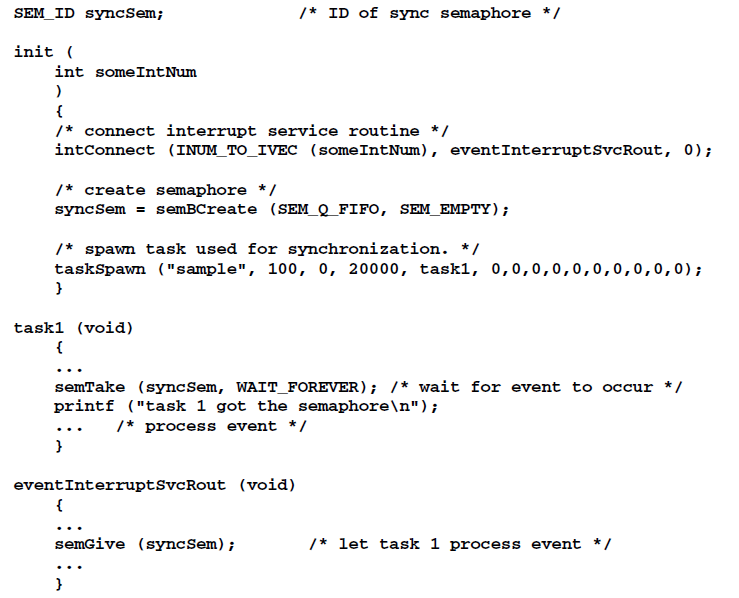 SEM_ID syncSem; /* ID of sync semaphore */
init (
int someIntNum
)
{
/* connect interrupt service routine */
intConnect (INUM_TO_IVEC (someIntNum), eventInterruptSvcRout, 0);
/* create semaphore */
syncSem = semBCreate (SEM_Q_FIFO, SEM_EMPTY);
/* spawn task used for synchronization. */
taskSpawn ("sample", 100, 0, 20000, task1, 0,0,0,0,0,0,0,0,0,0);
}
task1 (void)
{
...
semTake (syncSem, WAIT_FOREVER); /* wait for event to occur */
printf ("task 1 got the semaphore\n");
... /* process event */
}
eventInterruptSvcRout (void)
{
...
semGive (syncSem); /* let task 1 process event */
...
}